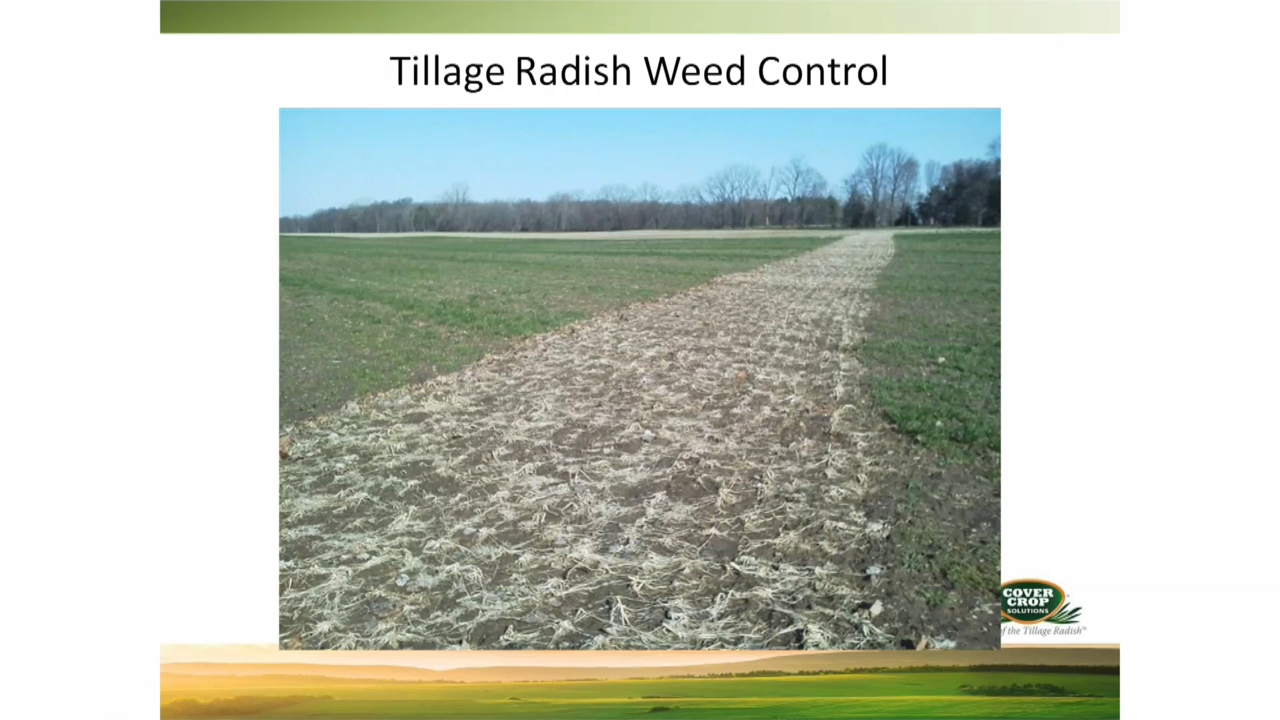 Tillage Radish Weed Control
COVER
CROP
SOLUTIONS
of the Tillage Radish™